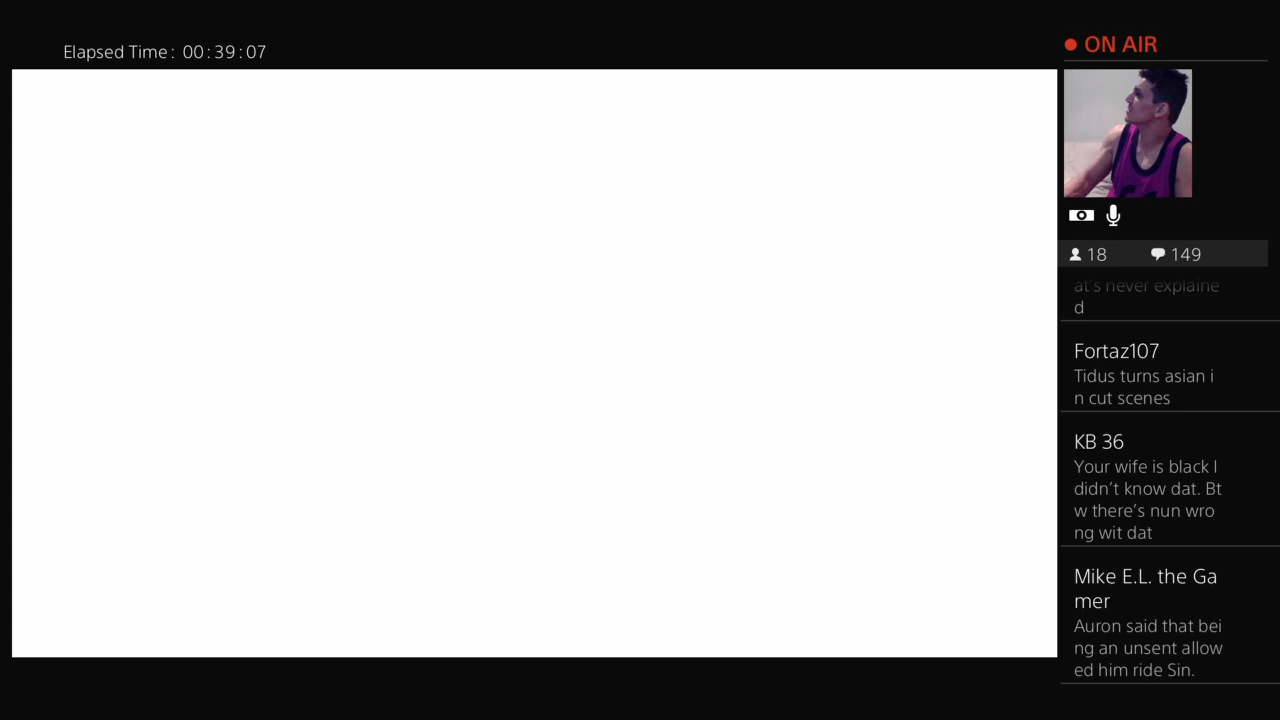 Elapsed Time: 00:39:07
ON AIR
18 149
at's never explaine
d
Fortaz107
Tidus turns asian i
n cut scenes
KB 36
Your wife is black I
didn't know dat. Bt
w there's nun wro
ng wit dat
Mike E.L. the Ga
mer
Auron said that bei
ng an unsent allow
ed him ride Sin.